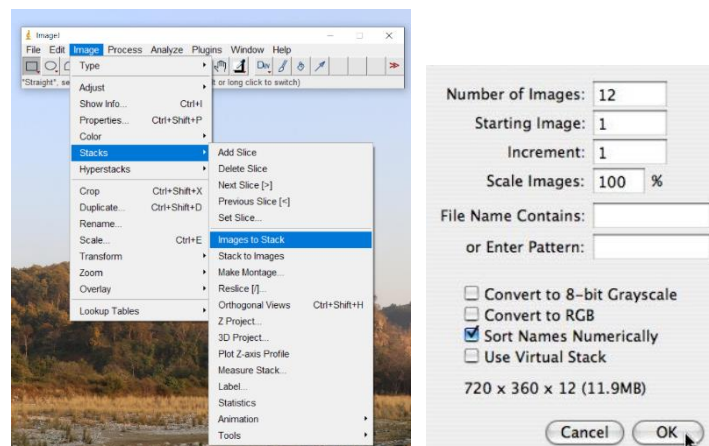 ImageJ
File Edit Image Process Analyze Plugins Window Help
Dev
"Straight", se
t or long click to switch)
Type
Adjust
Show Info... Ctrl+I
Properties... Ctrl+Shift+P
Color
Stacks
Hyperstacks
Crop Ctrl+Shift+X
Duplicate... Ctrl+Shift+D
Rename...
Scale... Ctrl+E
Transform
Zoom
Overlay
Lookup Tables
Add Slice
Delete Slice
Next Slice [>]
Previous Slice [<]
Set Slice...
Images to Stack
Stack to Images
Make Montage...
Reslice [/]...
Orthogonal Views Ctrl+Shift+H
Z Project...
3D Project...
Plot Z-axis Profile
Measure Stack...
Label...
Statistics
Animation
Tools
Number of Images: 12
Starting Image: 1
Increment: 1
Scale Images: 100 %
File Name Contains:
or Enter Pattern:
Convert to 8-bit Grayscale
Convert to RGB
Sort Names Numerically
Use Virtual Stack
720 x 360 x 12 (11.9MB)
Cancel OK